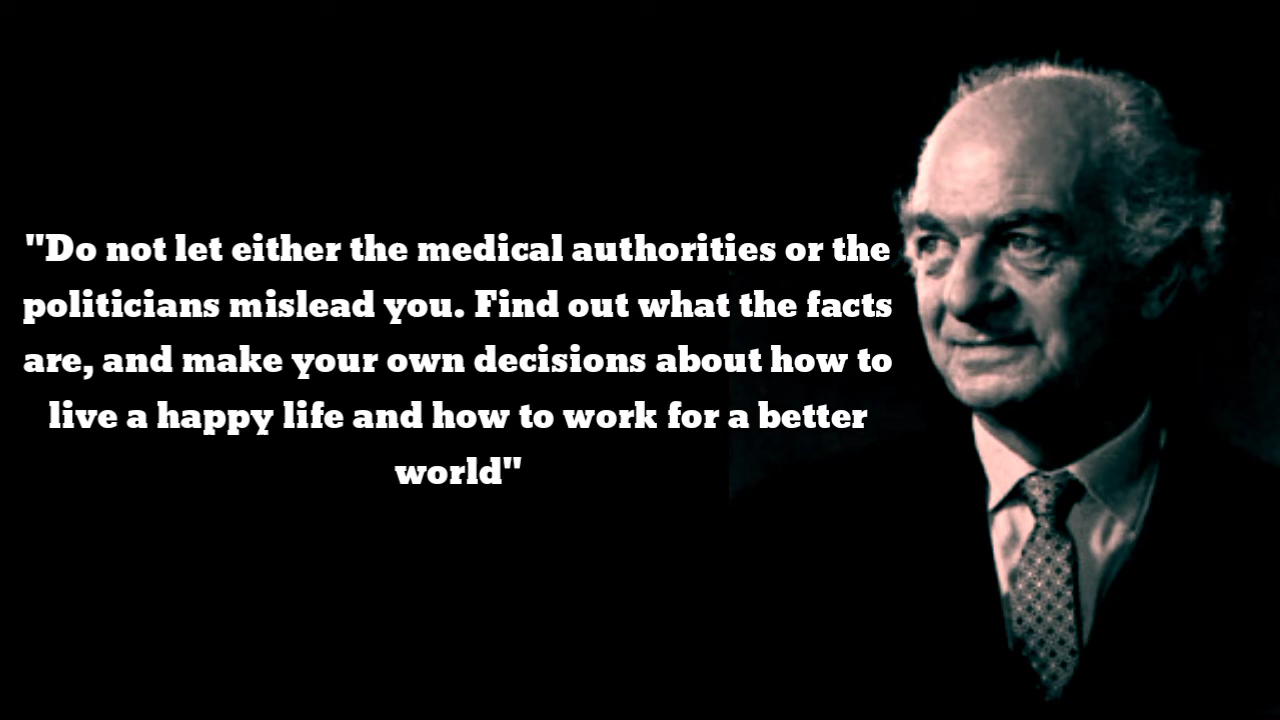 "Do not let either the medical authorities or the
politicians mislead you. Find out what the facts
are, and make your own decisions about how to
live a happy life and how to work for a better
world"